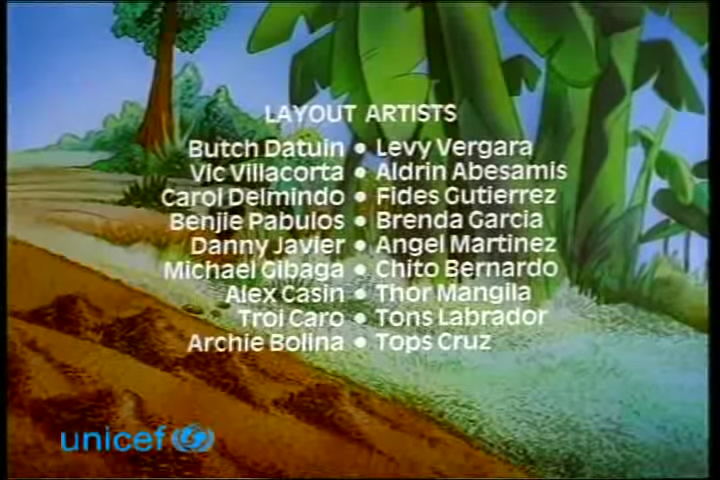 LAYOUT ARTISTS
Butch Datuin • Levy Vergara
Vic Villacorta • Aldrin Abesamis
Carol Delmindo • Fides Gutierrez
Benjie Pabulos • Brenda Garcia
Danny Javier • Angel Martinez
Michael Gibaga • Chito Bernardo
Alex Casin • Thor Mangila
Troi Caro • Tons Labrador
Archie Bolina • Tops Cruz
unicef